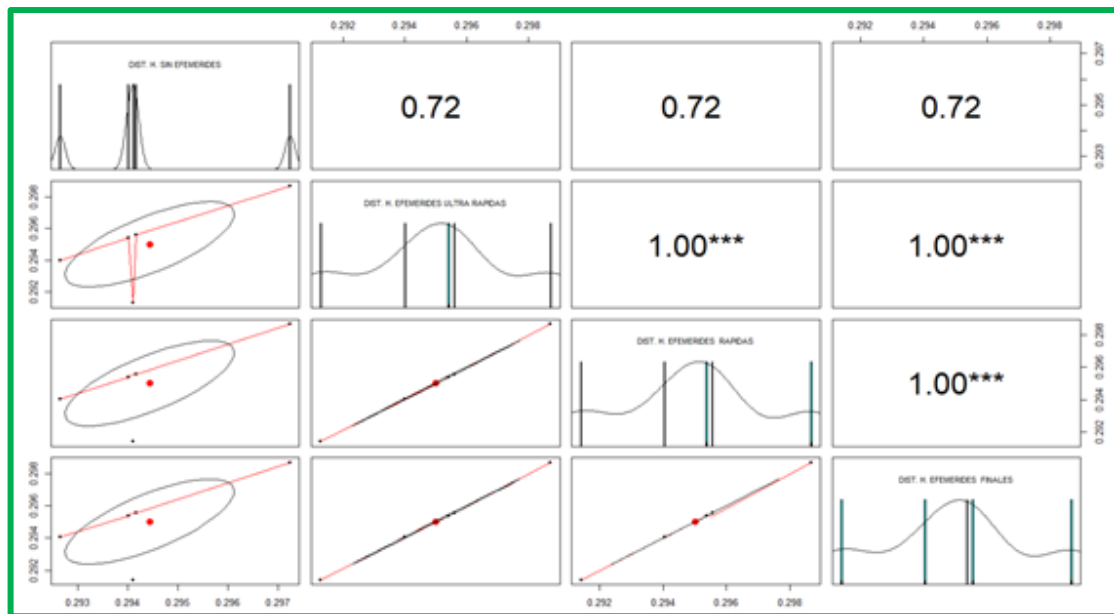 0.292 0.294 0.296 0.298 0.292 0.294 0.296 0.298
DIST. H. SIN EFEMERIDES
0.72
0.72
0.72
0.293 0.295 0.297
0.292 0.294 0.296 0.298
DIST. H. EFEMERIDES ULTRA RAPIDAS
1.00***
1.00***
DIST. H. EFEMERIDES RAPIDAS
1.00***
0.292 0.294 0.296 0.298
0.292 0.294 0.296 0.298
DIST. H. EFEMERIDES FINALES
0.293 0.294 0.295 0.296 0.297 0.292 0.294 0.296 0.298